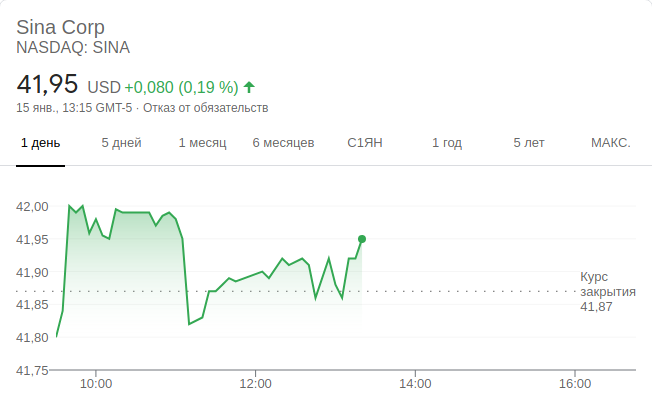 Sina Corp
NASDAQ: SINA
41,95 USD +0,080 (0,19 %)
15 янв., 13:15 GMT-5 · Отказ от обязательств
1 день 5 дней 1 месяц 6 месяцев С1ЯН 1 год 5 лет МАКС.
42,00
41,95
41,90
41,85
41,80
41,75
Курс
закрытия
41,87
10:00 12:00 14:00 16:00